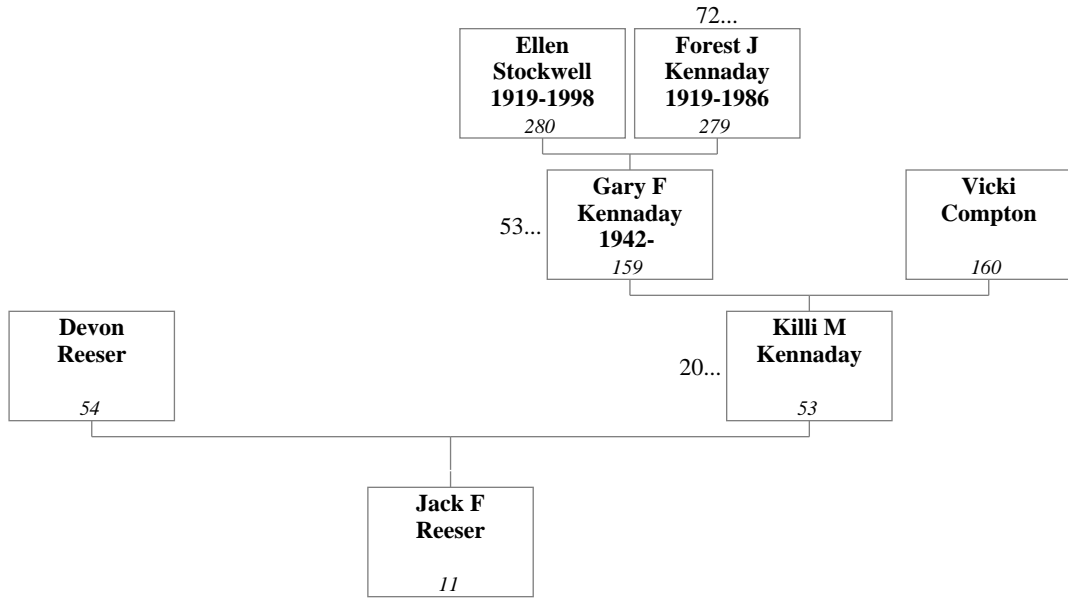 72...
Ellen
Stockwell
1919-1998
280
Forest J
Kennaday
1919-1986
279
53...
Gary F
Kennaday
1942-
159
Vicki
Compton
160
Devon
Reeser
54
20...
Killi M
Kennaday
53
Jack F
Reeser
11